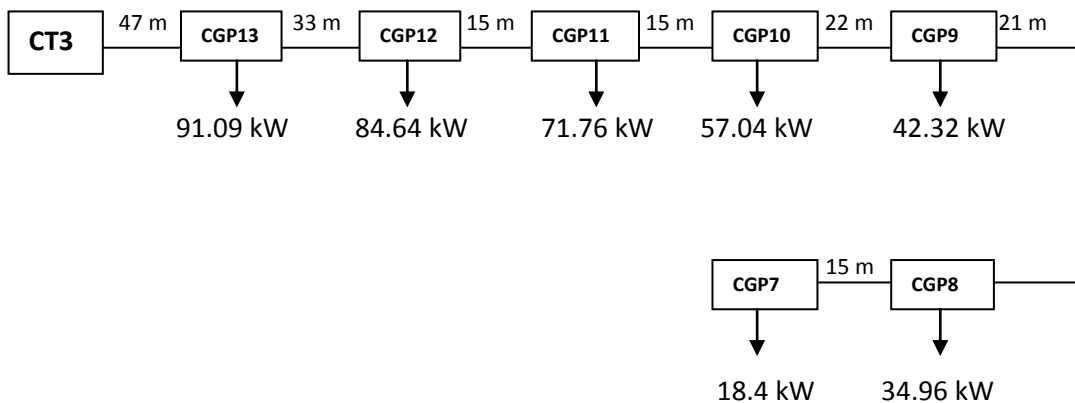 47 m 33 m 15 m 15 m 22 m 21 m
CT3 CGP13 CGP12 CGP11 CGP10 CGP9
91.09 kW 84.64 kW 71.76 kW 57.04 kW 42.32 kW
15 m
CGP7 CGP8
18.4 kW 34.96 kW